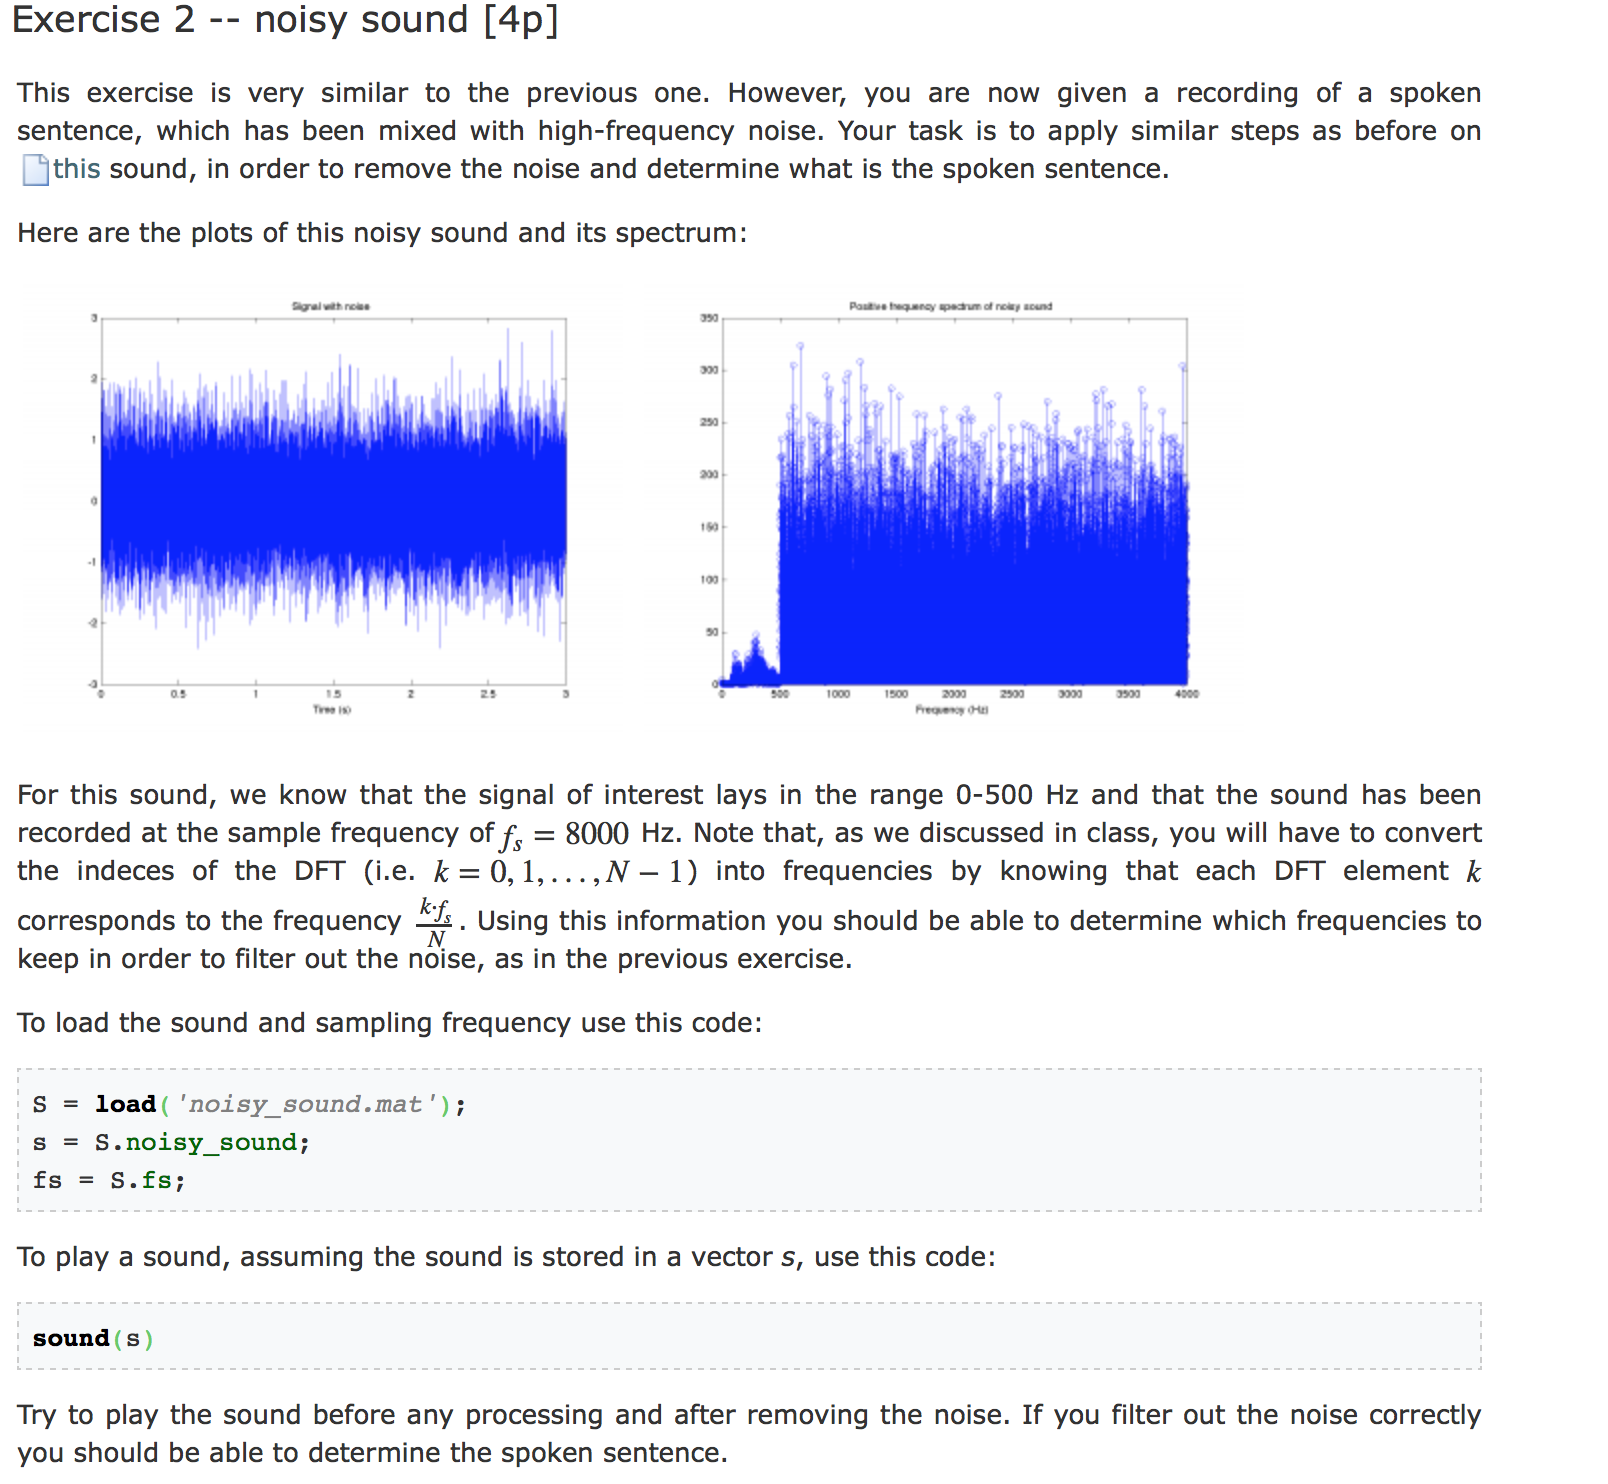 Exercise 2 -- noisy sound [4p]
This exercise is very similar to the previous one. However, you are now given a recording of a spoken
sentence, which has been mixed with high-frequency noise. Your task is to apply similar steps as before on
this sound, in order to remove the noise and determine what is the spoken sentence.
Here are the plots of this noisy sound and its spectrum:
Signal with noise
3
2
1
0
-1
-2
-3
0 0.5 1 1.5 2 2.5 3
Time (s)
Positive frequency spectrum of noisy sound
350
300
250
200
150
100
50
0
0 500 1000 1500 2000 2500 3000 3500 4000
Frequency (Hz)
For this sound, we know that the signal of interest lays in the range 0-500 Hz and that the sound has been
recorded at the sample frequency of fₛ = 8000 Hz. Note that, as we discussed in class, you will have to convert
the indeces of the DFT (i.e. k = 0, 1, . . . , N − 1) into frequencies by knowing that each DFT element k
corresponds to the frequency k·fₛ/N. Using this information you should be able to determine which frequencies to
keep in order to filter out the noise, as in the previous exercise.
To load the sound and sampling frequency use this code:
S = load('noisy_sound.mat');
s = S.noisy_sound;
fs = S.fs;
To play a sound, assuming the sound is stored in a vector s, use this code:
sound(s)
Try to play the sound before any processing and after removing the noise. If you filter out the noise correctly
you should be able to determine the spoken sentence.